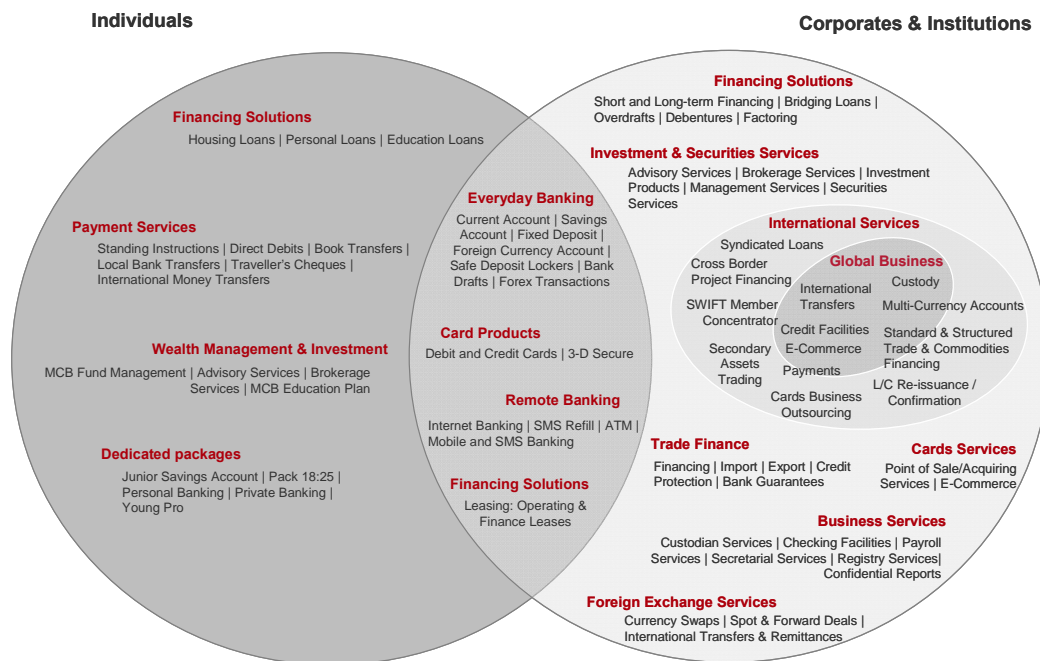 Individuals
Corporates & Institutions
Financing Solutions
Housing Loans | Personal Loans | Education Loans
Payment Services
Standing Instructions | Direct Debits | Book Transfers |
Local Bank Transfers | Traveller's Cheques |
International Money Transfers
Wealth Management & Investment
MCB Fund Management | Advisory Services | Brokerage
Services | MCB Education Plan
Dedicated packages
Junior Savings Account | Pack 18:25 |
Personal Banking | Private Banking |
Young Pro
Everyday Banking
Current Account | Savings
Account | Fixed Deposit |
Foreign Currency Account |
Safe Deposit Lockers | Bank
Drafts | Forex Transactions
Card Products
Debit and Credit Cards | 3-D Secure
Remote Banking
Internet Banking | SMS Refill | ATM |
Mobile and SMS Banking
Financing Solutions
Leasing: Operating &
Finance Leases
Financing Solutions
Short and Long-term Financing | Bridging Loans |
Overdrafts | Debentures | Factoring
Investment & Securities Services
Advisory Services | Brokerage Services | Investment
Products | Management Services | Securities
Services
International Services
Syndicated Loans
Cross Border
Project Financing
SWIFT Member
Concentrator
Secondary
Assets
Trading
Cards Business
Outsourcing
Global Business
Custody
International
Transfers
Multi-Currency Accounts
Credit Facilities
E-Commerce
Payments
Standard & Structured
Trade & Commodities
Financing
L/C Re-issuance /
Confirmation
Trade Finance
Financing | Import | Export | Credit
Protection | Bank Guarantees
Cards Services
Point of Sale/Acquiring
Services | E-Commerce
Business Services
Custodian Services | Checking Facilities | Payroll
Services | Secretarial Services | Registry Services|
Confidential Reports
Foreign Exchange Services
Currency Swaps | Spot & Forward Deals |
International Transfers & Remittances